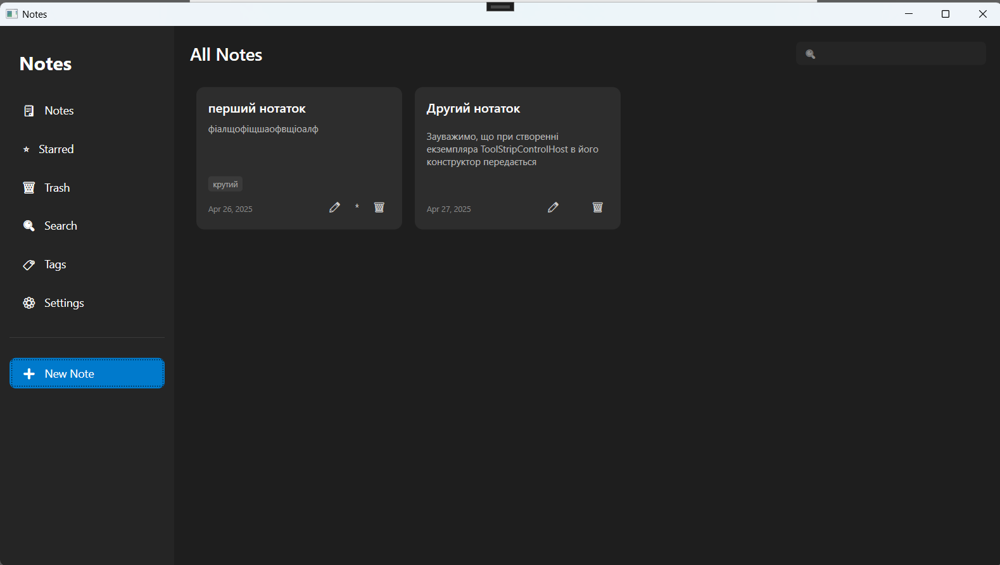 Notes
Notes
Notes
Starred
Trash
Search
Tags
Settings
New Note
All Notes
перший нотаток
фіалщофіщшаофвщіоалф
крутий
Apr 26, 2025
*
Другий нотаток
Зауважимо, що при створенні
екземпляра ToolStripControlHost в його
конструктор передається
Apr 27, 2025